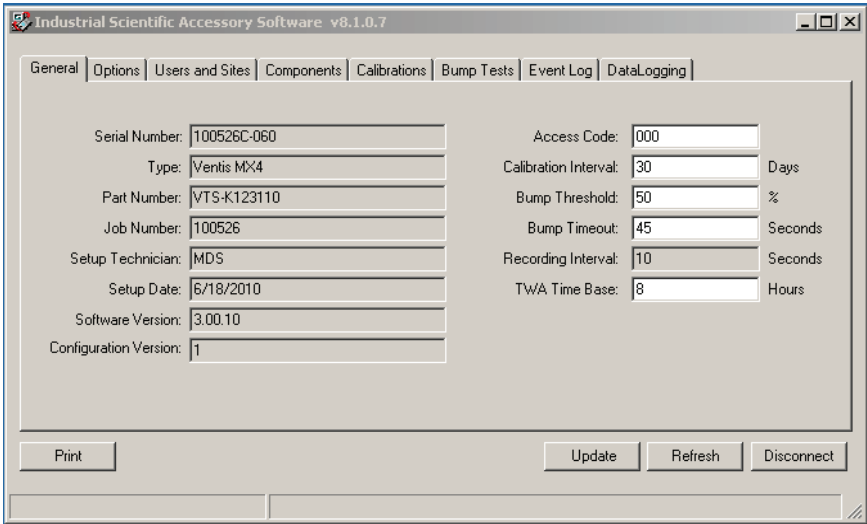 Industrial Scientific Accessory Software v8.1.0.7
General Options Users and Sites Components Calibrations Bump Tests Event Log DataLogging
Serial Number: 100526C-060
Type: Ventis MX4
Part Number: VTS-K123110
Job Number: 100526
Setup Technician: MDS
Setup Date: 6/18/2010
Software Version: 3.00.10
Configuration Version: 1
Access Code: 000
Calibration Interval: 30 Days
Bump Threshold: 50 %
Bump Timeout: 45 Seconds
Recording Interval: 10 Seconds
TWA Time Base: 8 Hours
Print Update Refresh Disconnect